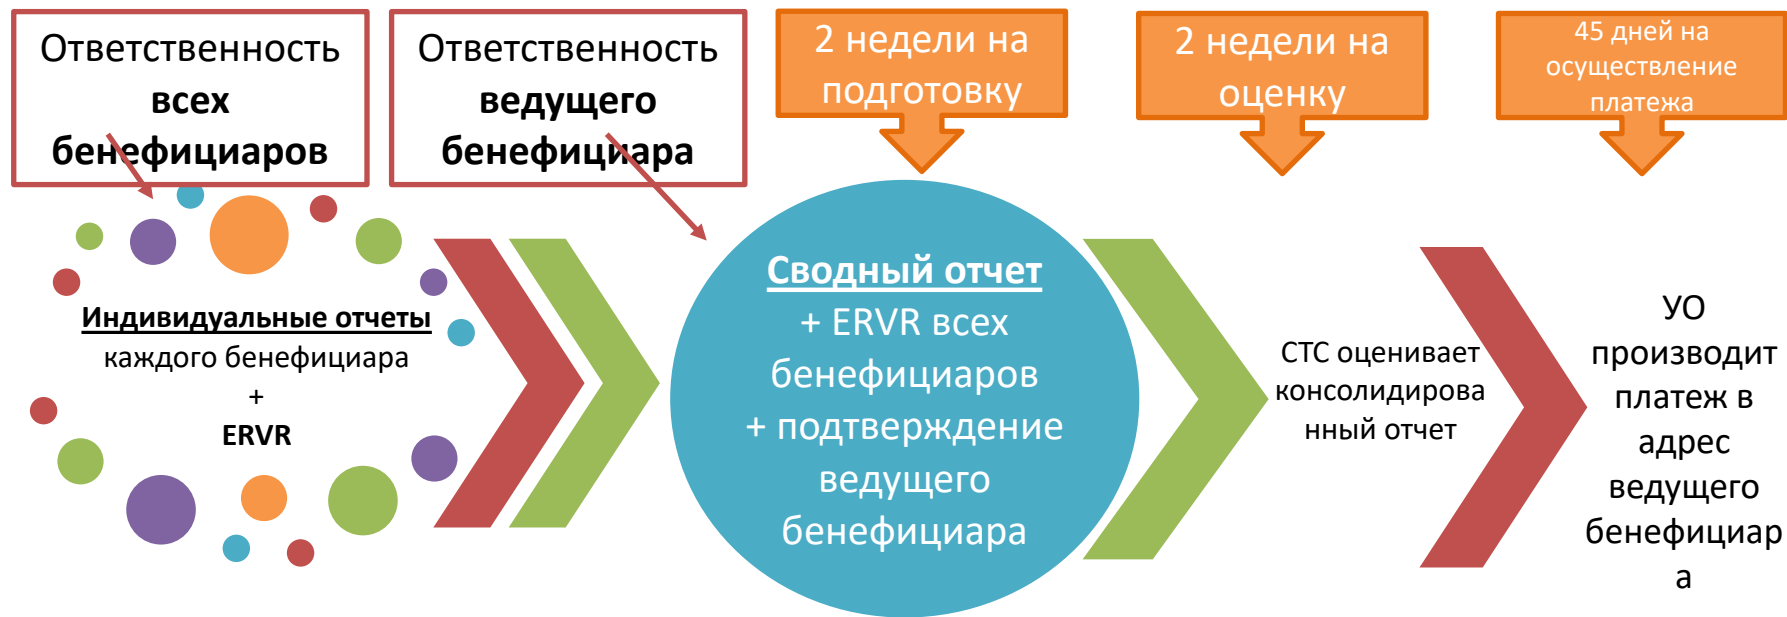 Ответственность
всех
бенефициаров
Ответственность
ведущего
бенефициара
2 недели на
подготовку
2 недели на
оценку
45 дней на
осуществление
платежа
Индивидуальные отчеты
каждого бенефициара
+
ERVR
Сводный отчет
+ ERVR всех
бенефициаров
+ подтверждение
ведущего
бенефициара
СТС оценивает
консолидирова
нный отчет
УО
производит
платеж в
адрес
ведущего
бенефициар
а